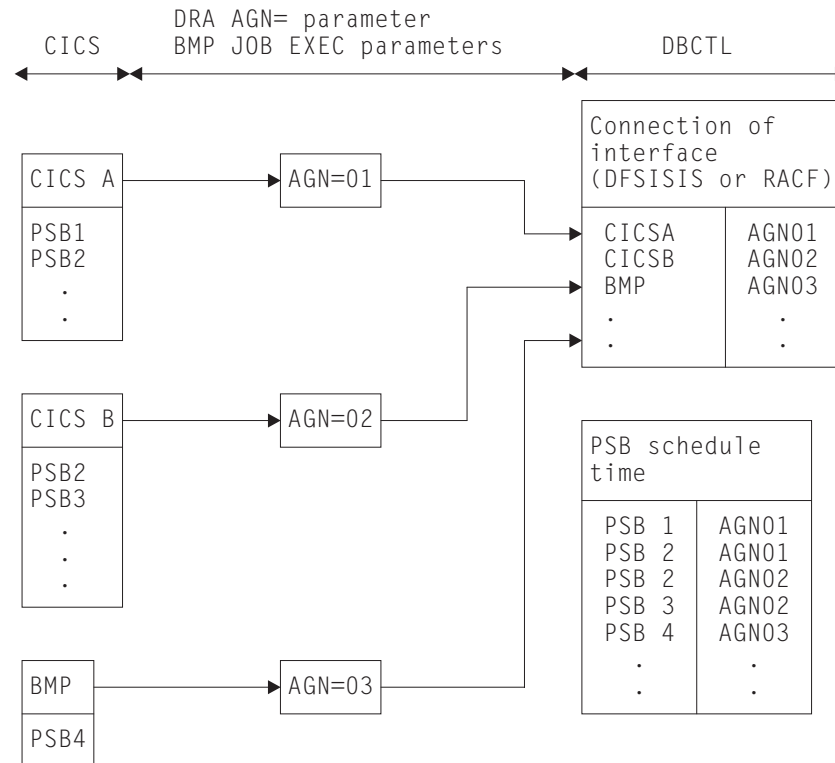 DRA AGN= parameter
CICS
BMP JOB EXEC parameters
DBCTL
Connection of
interface
(DFSISIS or RACF)
CICS A
AGN=01
PSB1
PSB2
.
.
CICSA AGN01
CICSB AGN02
BMP AGN03
. .
. .
CICS B
AGN=02
PSB2
PSB3
.
.
.
PSB schedule
time
PSB 1 AGN01
PSB 2 AGN01
PSB 2 AGN02
PSB 3 AGN02
PSB 4 AGN03
. .
. .
BMP
AGN=03
PSB4